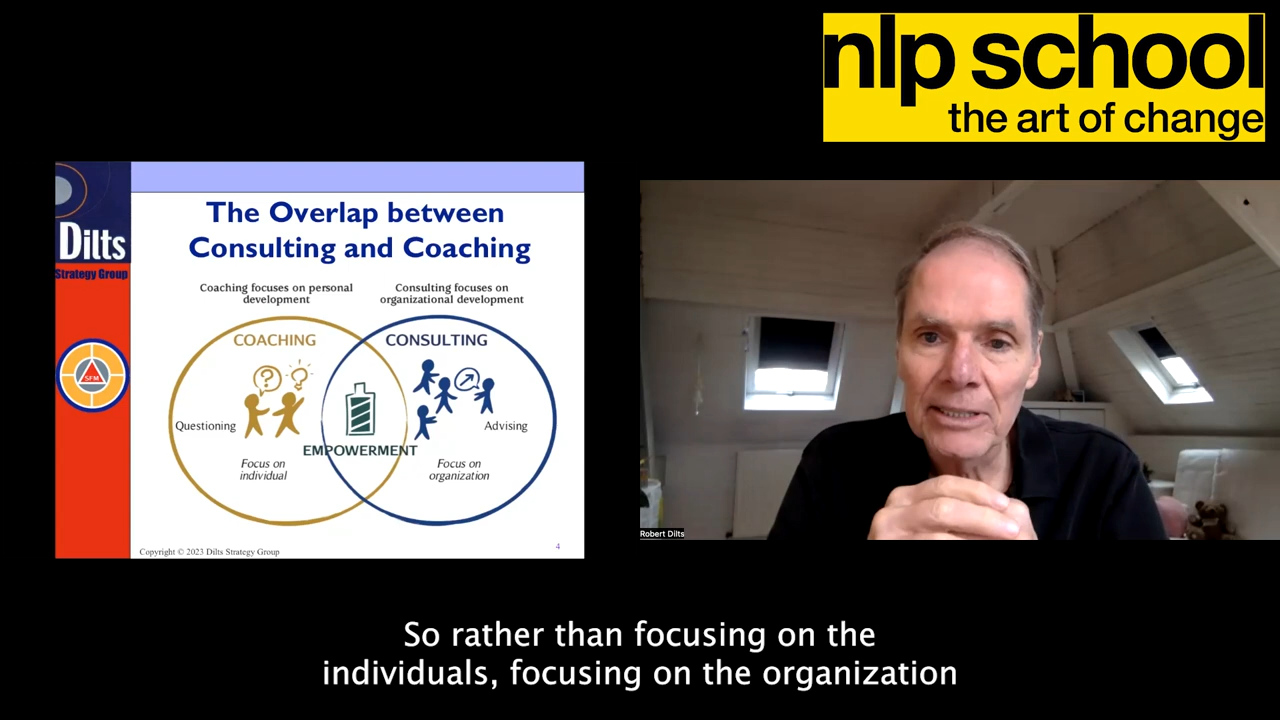 nlp school
the art of change
Dilts
Strategy Group
SFM
The Overlap between
Consulting and Coaching
Coaching focuses on personal
development
Consulting focuses on
organizational development
COACHING
CONSULTING
?
Questioning
Advising
EMPOWERMENT
Focus on
individual
Focus on
organization
Copyright © 2023 Dilts Strategy Group
4
Robert Dilts
So rather than focusing on the
individuals, focusing on the organization